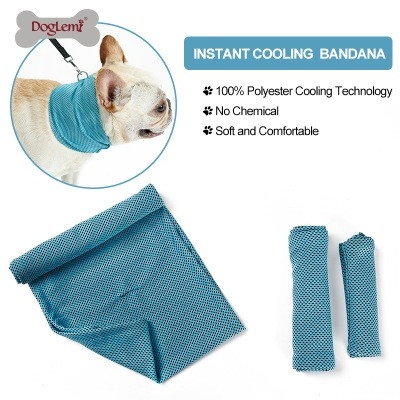 DogLemi
INSTANT COOLING BANDANA
100% Polyester Cooling Technology
No Chemical
Soft and Comfortable